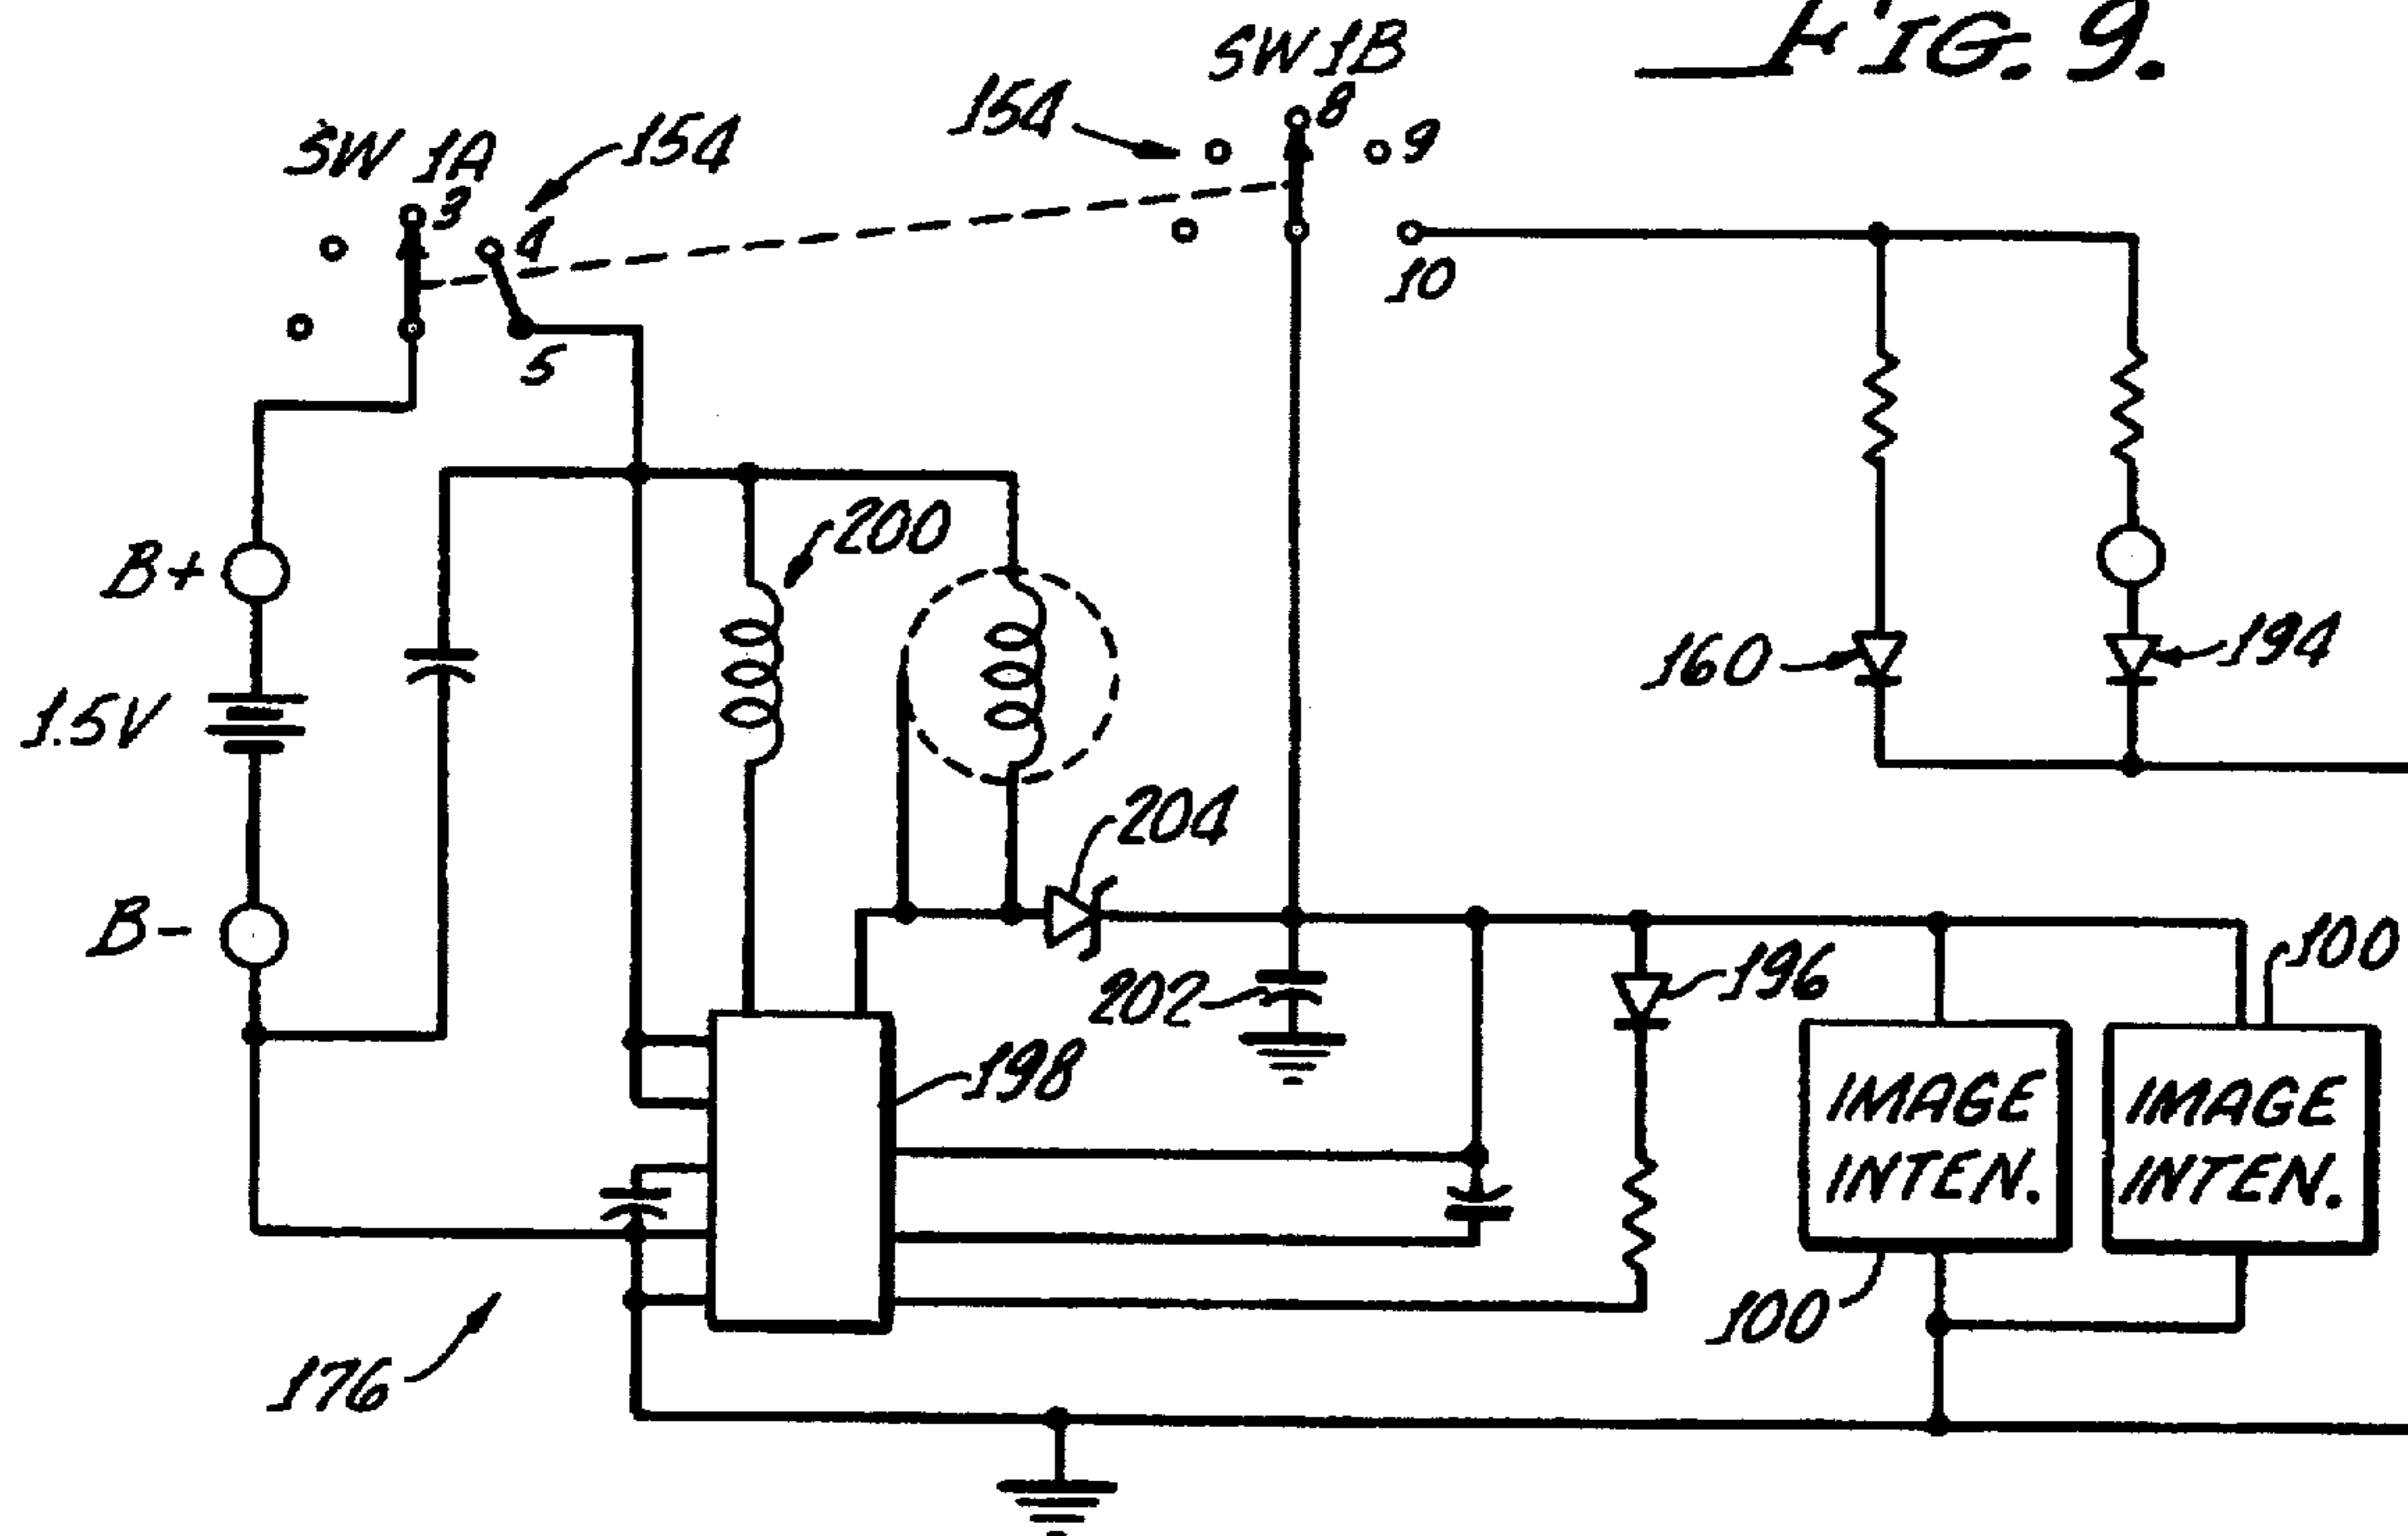 FIG. 9.
SW 1B
8
154
9
SW 1A
154
3
4
10
5
200
B+
160
194
1.5V
204
B-
100
196
202
198
IMAGE
INTEN.
IMAGE
INTEN.
100
176